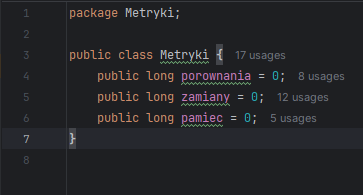 1 package Metryki;
2
3 public class Metryki { 17 usages
4 public long porownania = 0; 8 usages
5 public long zamiany = 0; 12 usages
6 public long pamiec = 0; 5 usages
7 }
8